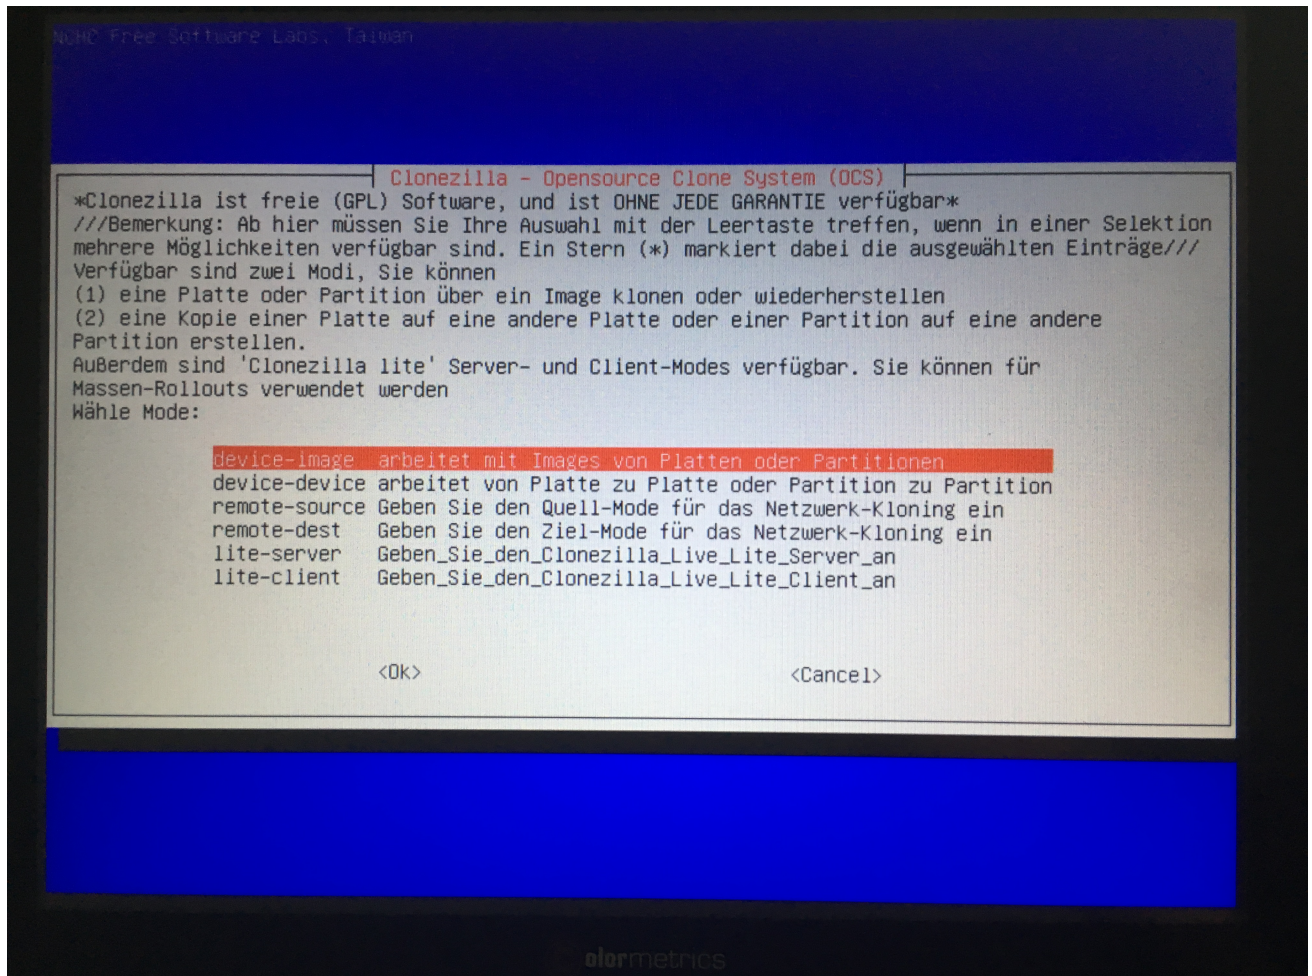 NCHC Free Software Labs, Taiwan
Clonezilla - Opensource Clone System (OCS)
*Clonezilla ist freie (GPL) Software, und ist OHNE JEDE GARANTIE verfügbar*
///Bemerkung: Ab hier müssen Sie Ihre Auswahl mit der Leertaste treffen, wenn in einer Selektion
mehrere Möglichkeiten verfügbar sind. Ein Stern (*) markiert dabei die ausgewählten Einträge///
Verfügbar sind zwei Modi, Sie können
(1) eine Platte oder Partition über ein Image klonen oder wiederherstellen
(2) eine Kopie einer Platte auf eine andere Platte oder einer Partition auf eine andere
Partition erstellen.
Außerdem sind 'Clonezilla lite' Server- und Client-Modes verfügbar. Sie können für
Massen-Rollouts verwendet werden
Wähle Mode:
device-image arbeitet mit Images von Platten oder Partitionen
device-device arbeitet von Platte zu Platte oder Partition zu Partition
remote-source Geben Sie den Quell-Mode für das Netzwerk-Kloning ein
remote-dest Geben Sie den Ziel-Mode für das Netzwerk-Kloning ein
lite-server Geben_Sie_den_Clonezilla_Live_Lite_Server_an
lite-client Geben_Sie_den_Clonezilla_Live_Lite_Client_an
<Ok> <Cancel>